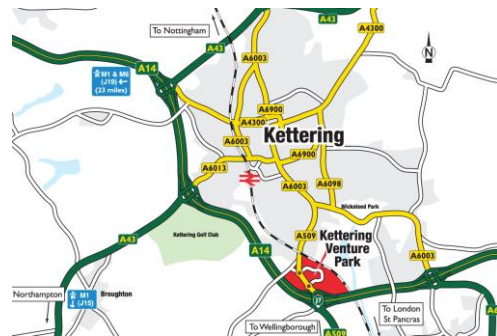 To Nottingham
A43
A6003
A4300
N
A14
M1 & M6
(J19)
(23 miles)
A6900
A4300
Kettering
A6003
A6900
A6013
A6003
A6098
Wicksteed Park
A509
Kettering
Venture
Park
A43
Kettering Golf Club
A14
A6003
Northampton
M1
(J15)
Broughton
To Wellingborough
A509
To London
St Pancras
A6